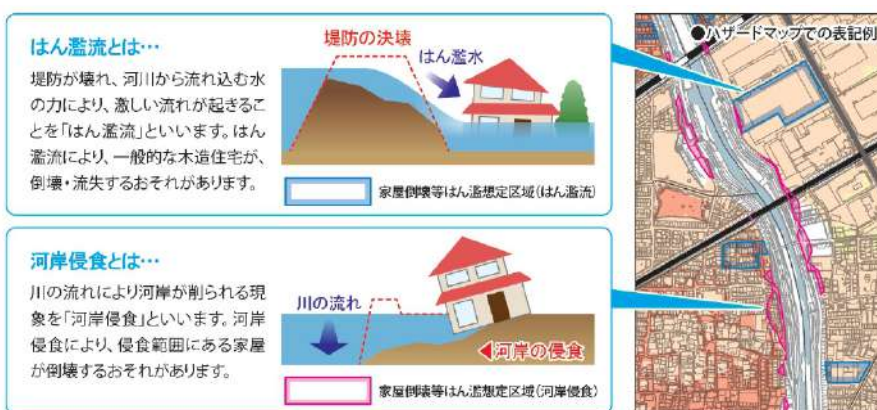 はん濫流とは…
堤防が壊れ、河川から流れ込む水
の力により、激しい流れが起きるこ
とを「はん濫流」といいます。はん
濫流により、一般的な木造住宅が、
倒壊・流失するおそれがあります。
堤防の決壊
はん濫水
家屋倒壊等はん濫想定区域(はん濫流)
河岸侵食とは…
川の流れにより河岸が削られる現
象を「河岸侵食」といいます。河岸
侵食により、侵食範囲にある家屋
が倒壊するおそれがあります。
川の流れ
◀河岸の侵食
家屋倒壊等はん濫想定区域(河岸侵食)
●ハザードマップでの表記例